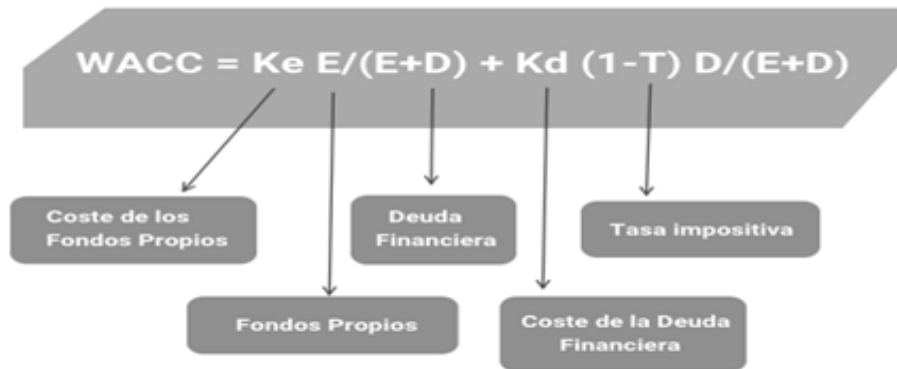 WACC = Ke E/(E+D) + Kd (1-T) D/(E+D)
Coste de los
Fondos Propios
Deuda
Financiera
Tasa impositiva
Fondos Propios
Coste de la Deuda
Financiera